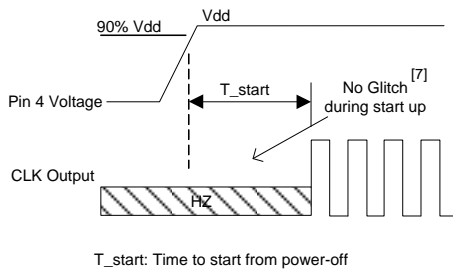 Vdd
90% Vdd
T_start
No Glitch [7]
during start up
Pin 4 Voltage
CLK Output
HZ
T_start: Time to start from power-off